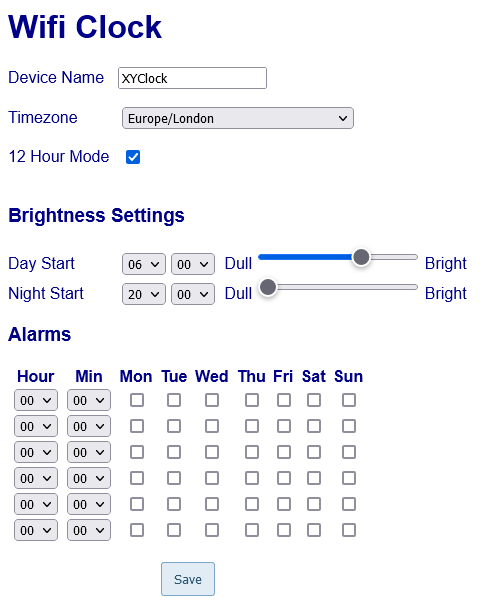 Wifi Clock
Device Name XYClock
Timezone Europe/London
12 Hour Mode
Brightness Settings
Day Start 06 00 Dull Bright
Night Start 20 00 Dull Bright
Alarms
Hour Min Mon Tue Wed Thu Fri Sat Sun
00 00
00 00
00 00
00 00
00 00
00 00
Save